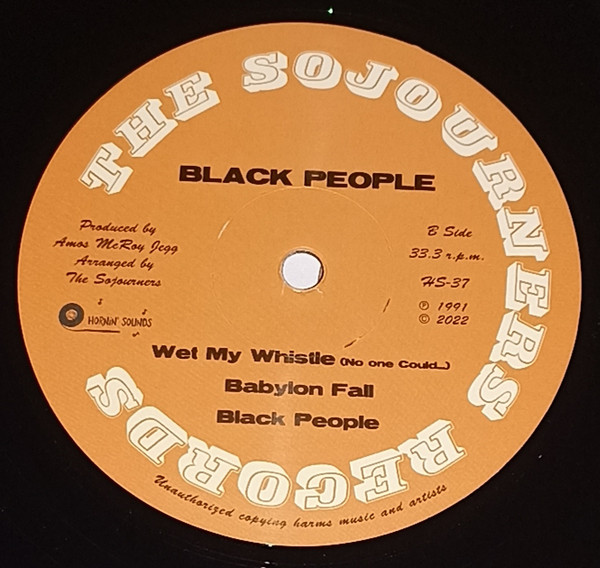 THE SOJOURNERS RECORDS
BLACK PEOPLE
Produced by
Amos McRoy Jegg
Arranged by
The Sojourners
HORNIN' SOUNDS
B Side
33.3 r.p.m.
HS-37
℗ 1991
© 2022
Wet My Whistle (No one Could...)
Babylon Fall
Black People
Unauthorized copying harms music and artists